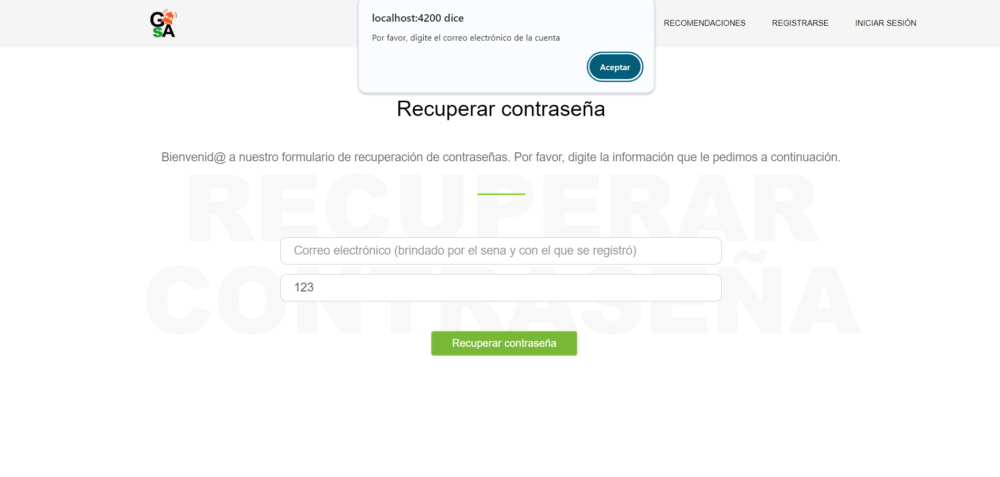 GSA
localhost:4200 dice
Por favor, digite el correo electrónico de la cuenta
Aceptar
RECOMENDACIONES
REGISTRARSE
INICIAR SESIÓN
Recuperar contraseña
Bienvenid@ a nuestro formulario de recuperación de contraseñas. Por favor, digite la información que le pedimos a continuación.
RECUPERAR
CONTRASEÑA
Correo electrónico (brindado por el sena y con el que se registró)
123
Recuperar contraseña